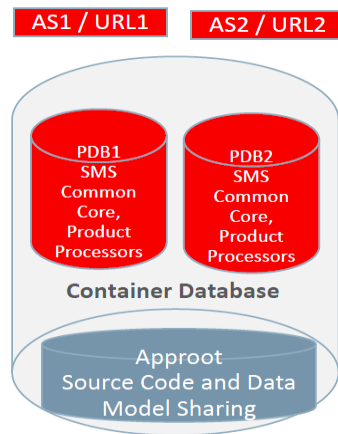 AS1 / URL1
AS2 / URL2
PDB1
SMS
Common
Core,
Product
Processors
PDB2
SMS
Common
Core,
Product
Processors
Container Database
Approot
Source Code and Data
Model Sharing